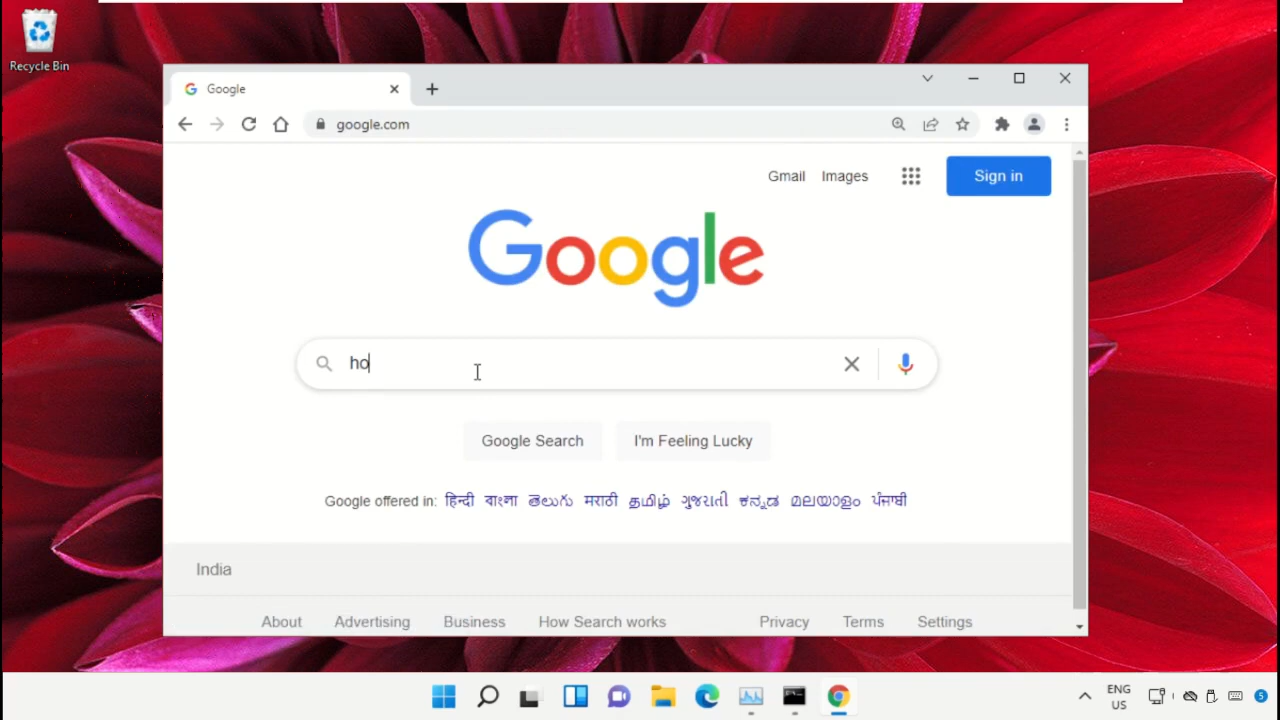 Recycle Bin
Google
google.com
Gmail Images Sign in
Google
ho
Google Search I'm Feeling Lucky
Google offered in: हिन्दी বাংলা తెలుగు मराठी தமிழ் ગુજરાતી ಕನ್ನಡ മലയാളം ਪੰਜਾਬੀ
India
About Advertising Business How Search works Privacy Terms Settings
ENG
US
5